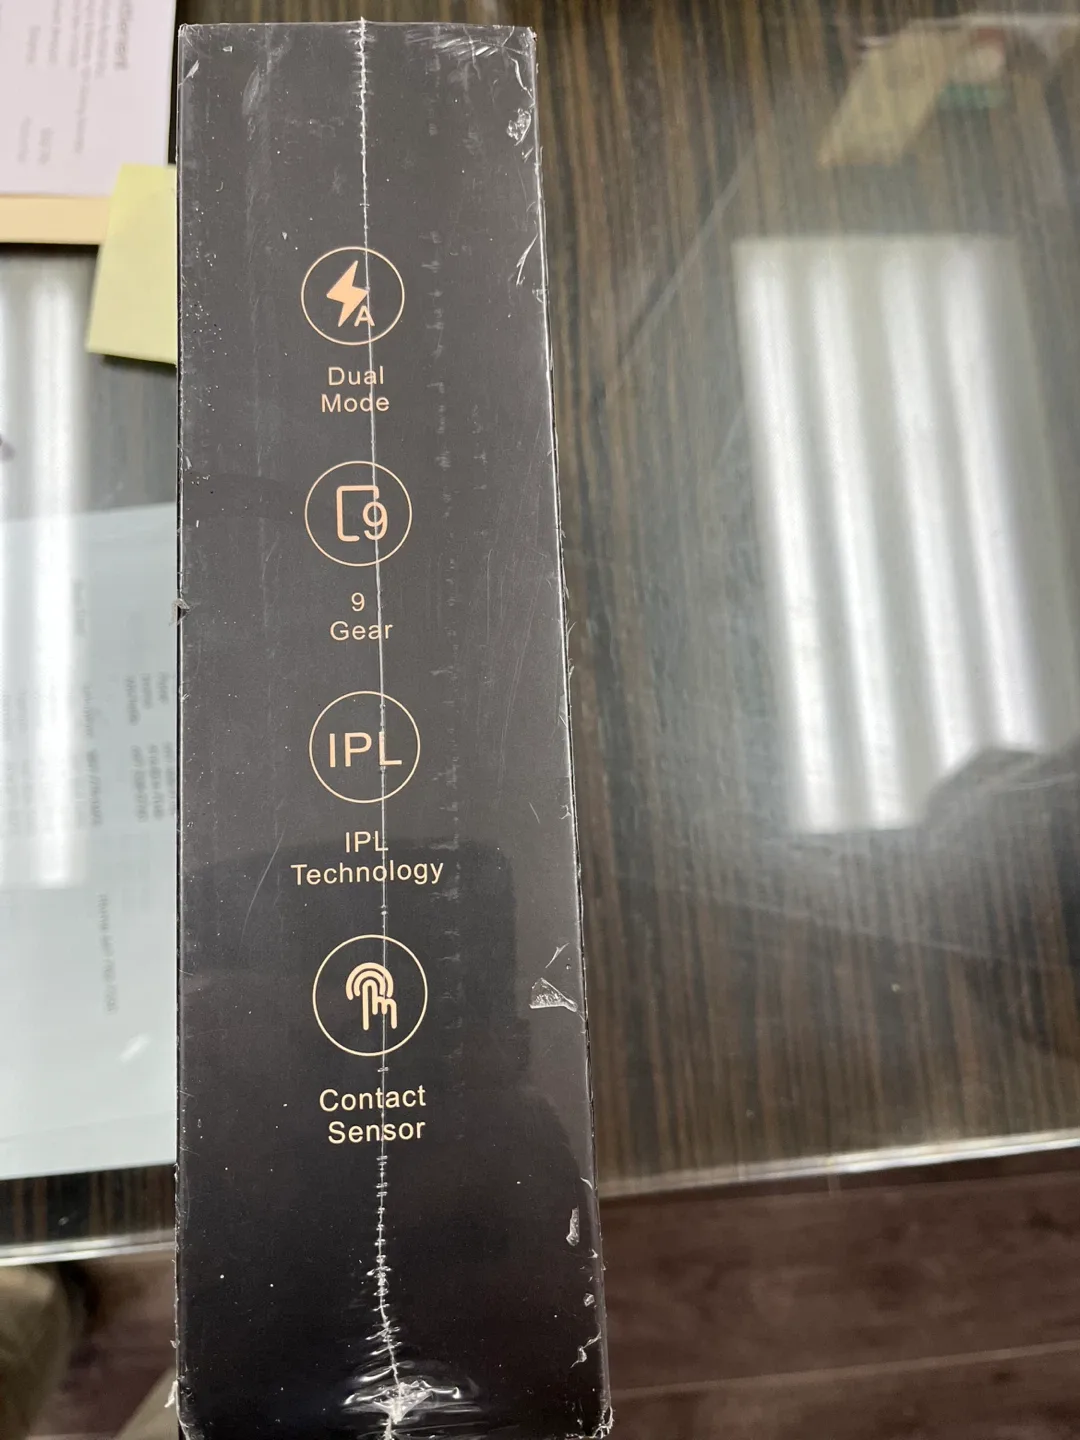 A
Dual
Mode
9
9
Gear
IPL
IPL
Technology
Contact
Sensor